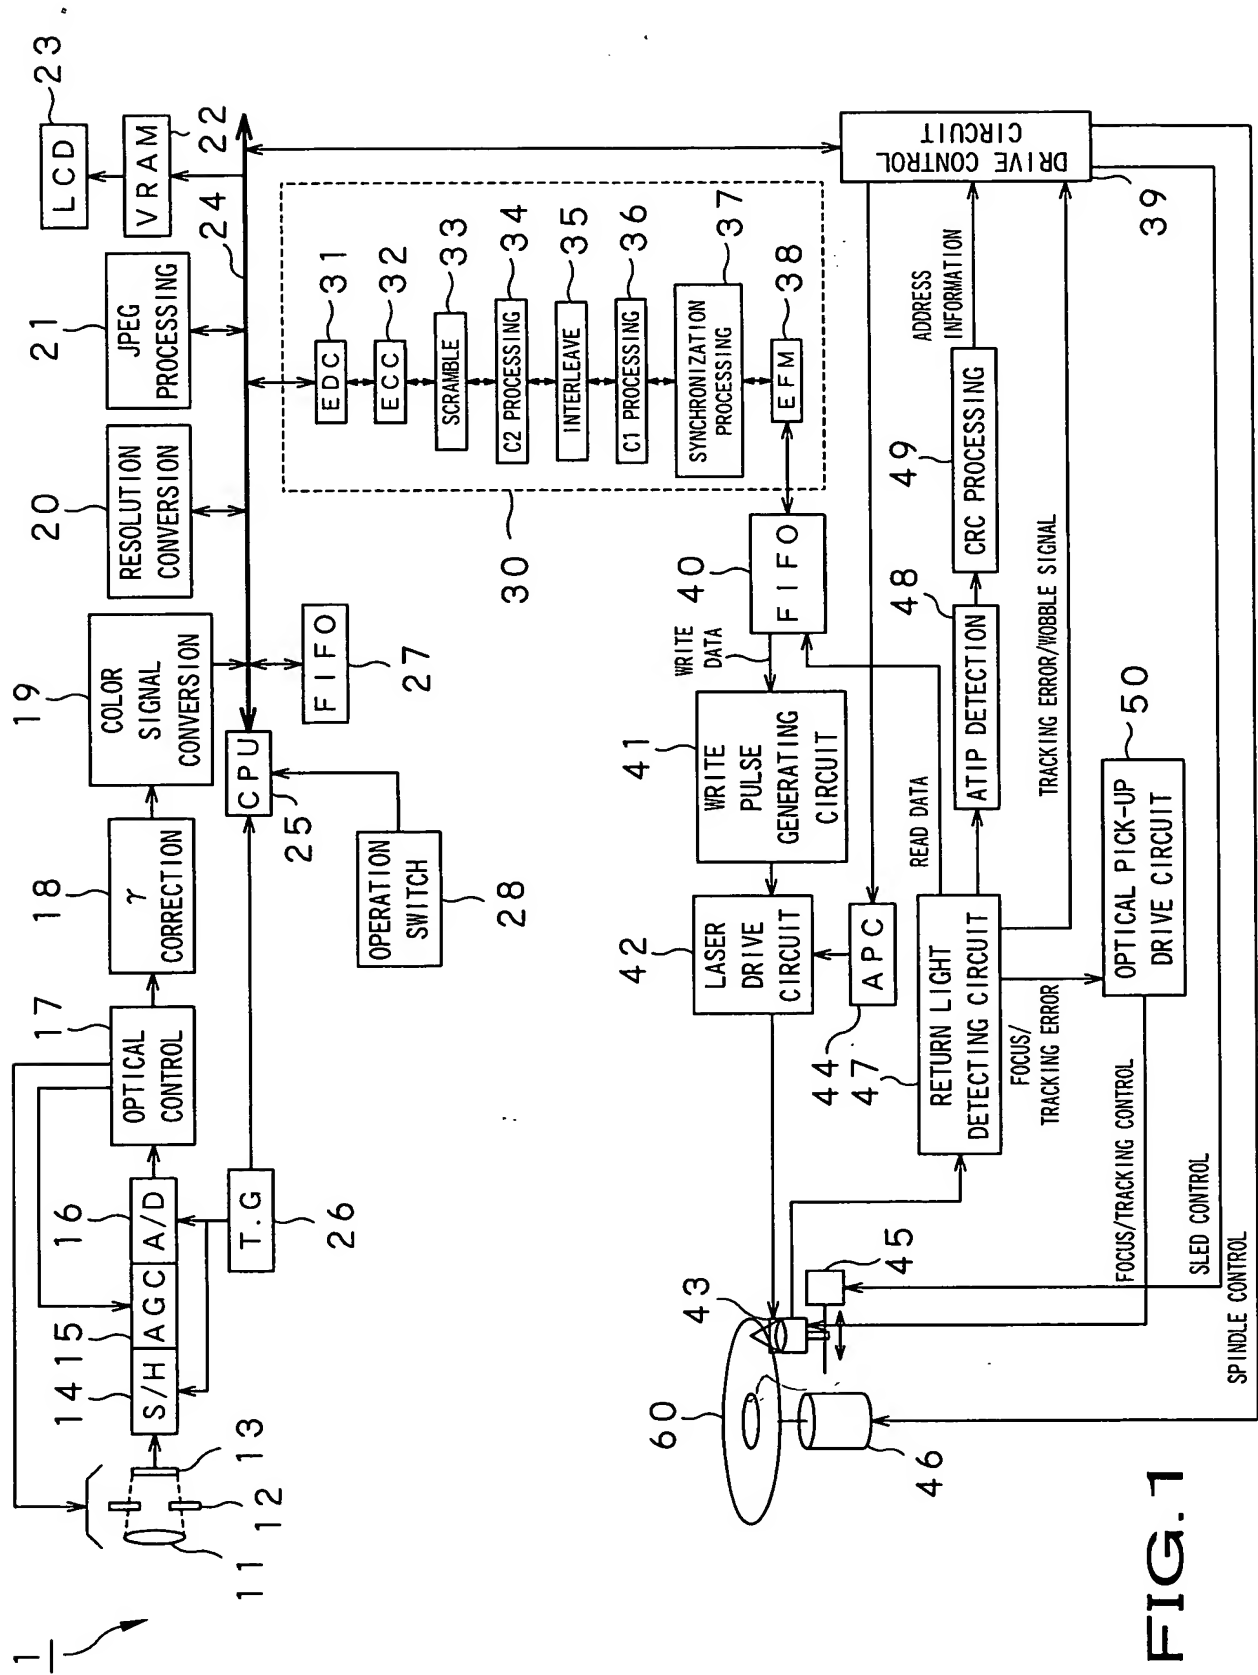 1
11
12
13
14
S/H
15
AGC
16
A/D
17
OPTICAL
CONTROL
18
γ
CORRECTION
19
COLOR
SIGNAL
CONVERSION
20
RESOLUTION
CONVERSION
21
JPEG
PROCESSING
LCD
23
VRAM
22
24
T.G
26
CPU
25
OPERATION
SWITCH
28
FIFO
27
30
EDC
31
ECC
32
SCRAMBLE
33
C2 PROCESSING
34
INTERLEAVE
35
C1 PROCESSING
36
SYNCHRONIZATION
PROCESSING
37
EFM
38
40
FIFO
WRITE
DATA
41
WRITE
PULSE
GENERATING
CIRCUIT
42
LASER
DRIVE
CIRCUIT
APC
44
47
RETURN LIGHT
DETECTING CIRCUIT
READ DATA
48
ATIP DETECTION
49
CRC PROCESSING
ADDRESS
INFORMATION
DRIVE CONTROL
CIRCUIT
39
TRACKING ERROR/WOBBLE SIGNAL
FOCUS/
TRACKING ERROR
50
OPTICAL PICK-UP
DRIVE CIRCUIT
FOCUS/TRACKING CONTROL
SLED CONTROL
SPINDLE CONTROL
60
43
45
46
FIG. 1